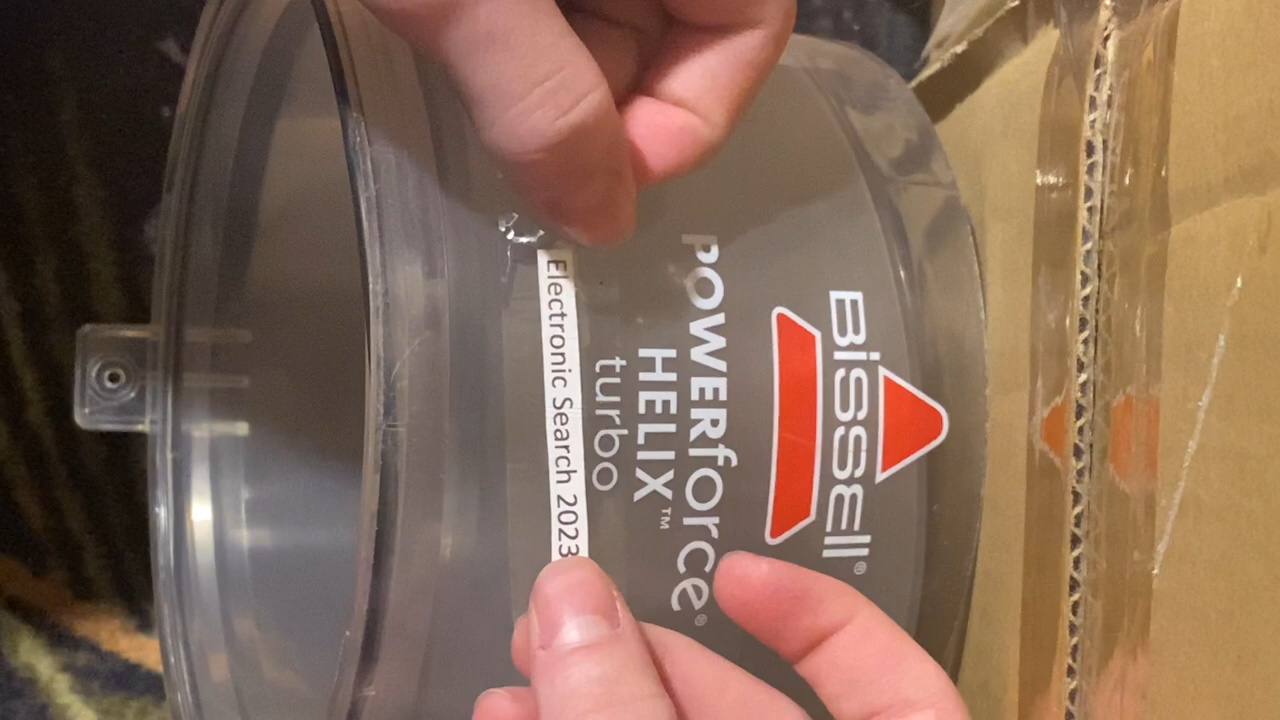 BISSELL®
POWERforce®
HELIX™
turbo
Electronic Search 2023